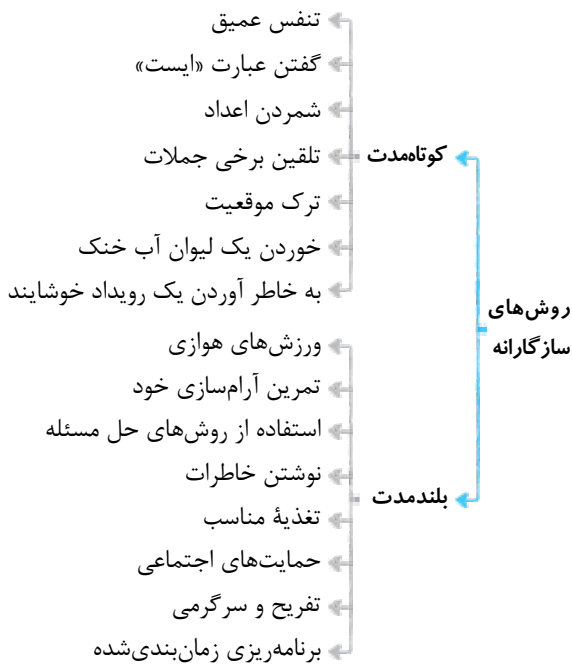 روش‌های
سازگارانه
کوتاه‌مدت
تنفس عمیق
گفتن عبارت «ایست»
شمردن اعداد
تلقین برخی جملات
ترک موقعیت
خوردن یک لیوان آب خنک
به خاطر آوردن یک رویداد خوشایند
بلندمدت
ورزش‌های هوازی
تمرین آرام‌سازی خود
استفاده از روش‌های حل مسئله
نوشتن خاطرات
تغذیۀ مناسب
حمایت‌های اجتماعی
تفریح و سرگرمی
برنامه‌ریزی زمان‌بندی‌شده